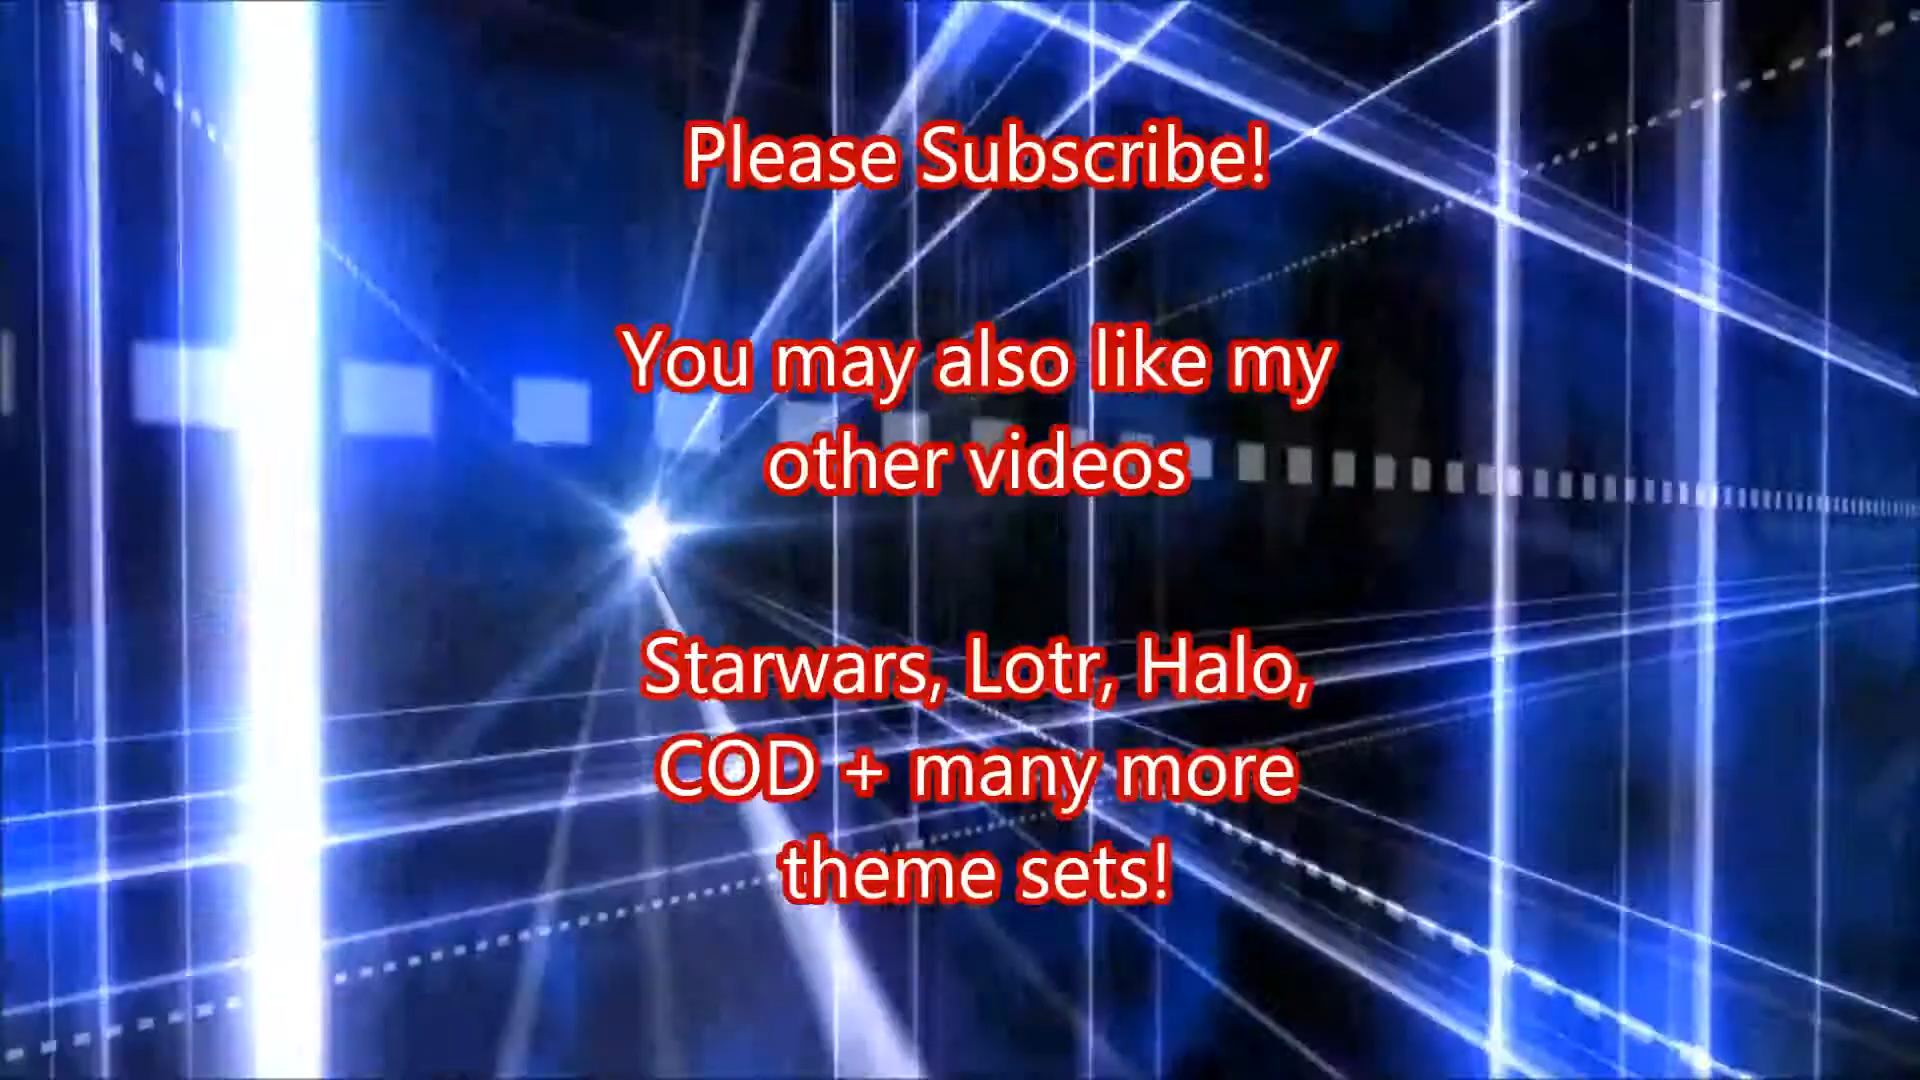 Please Subscribe!
You may also like my
other videos
Starwars, Lotr, Halo,
COD + many more
theme sets!